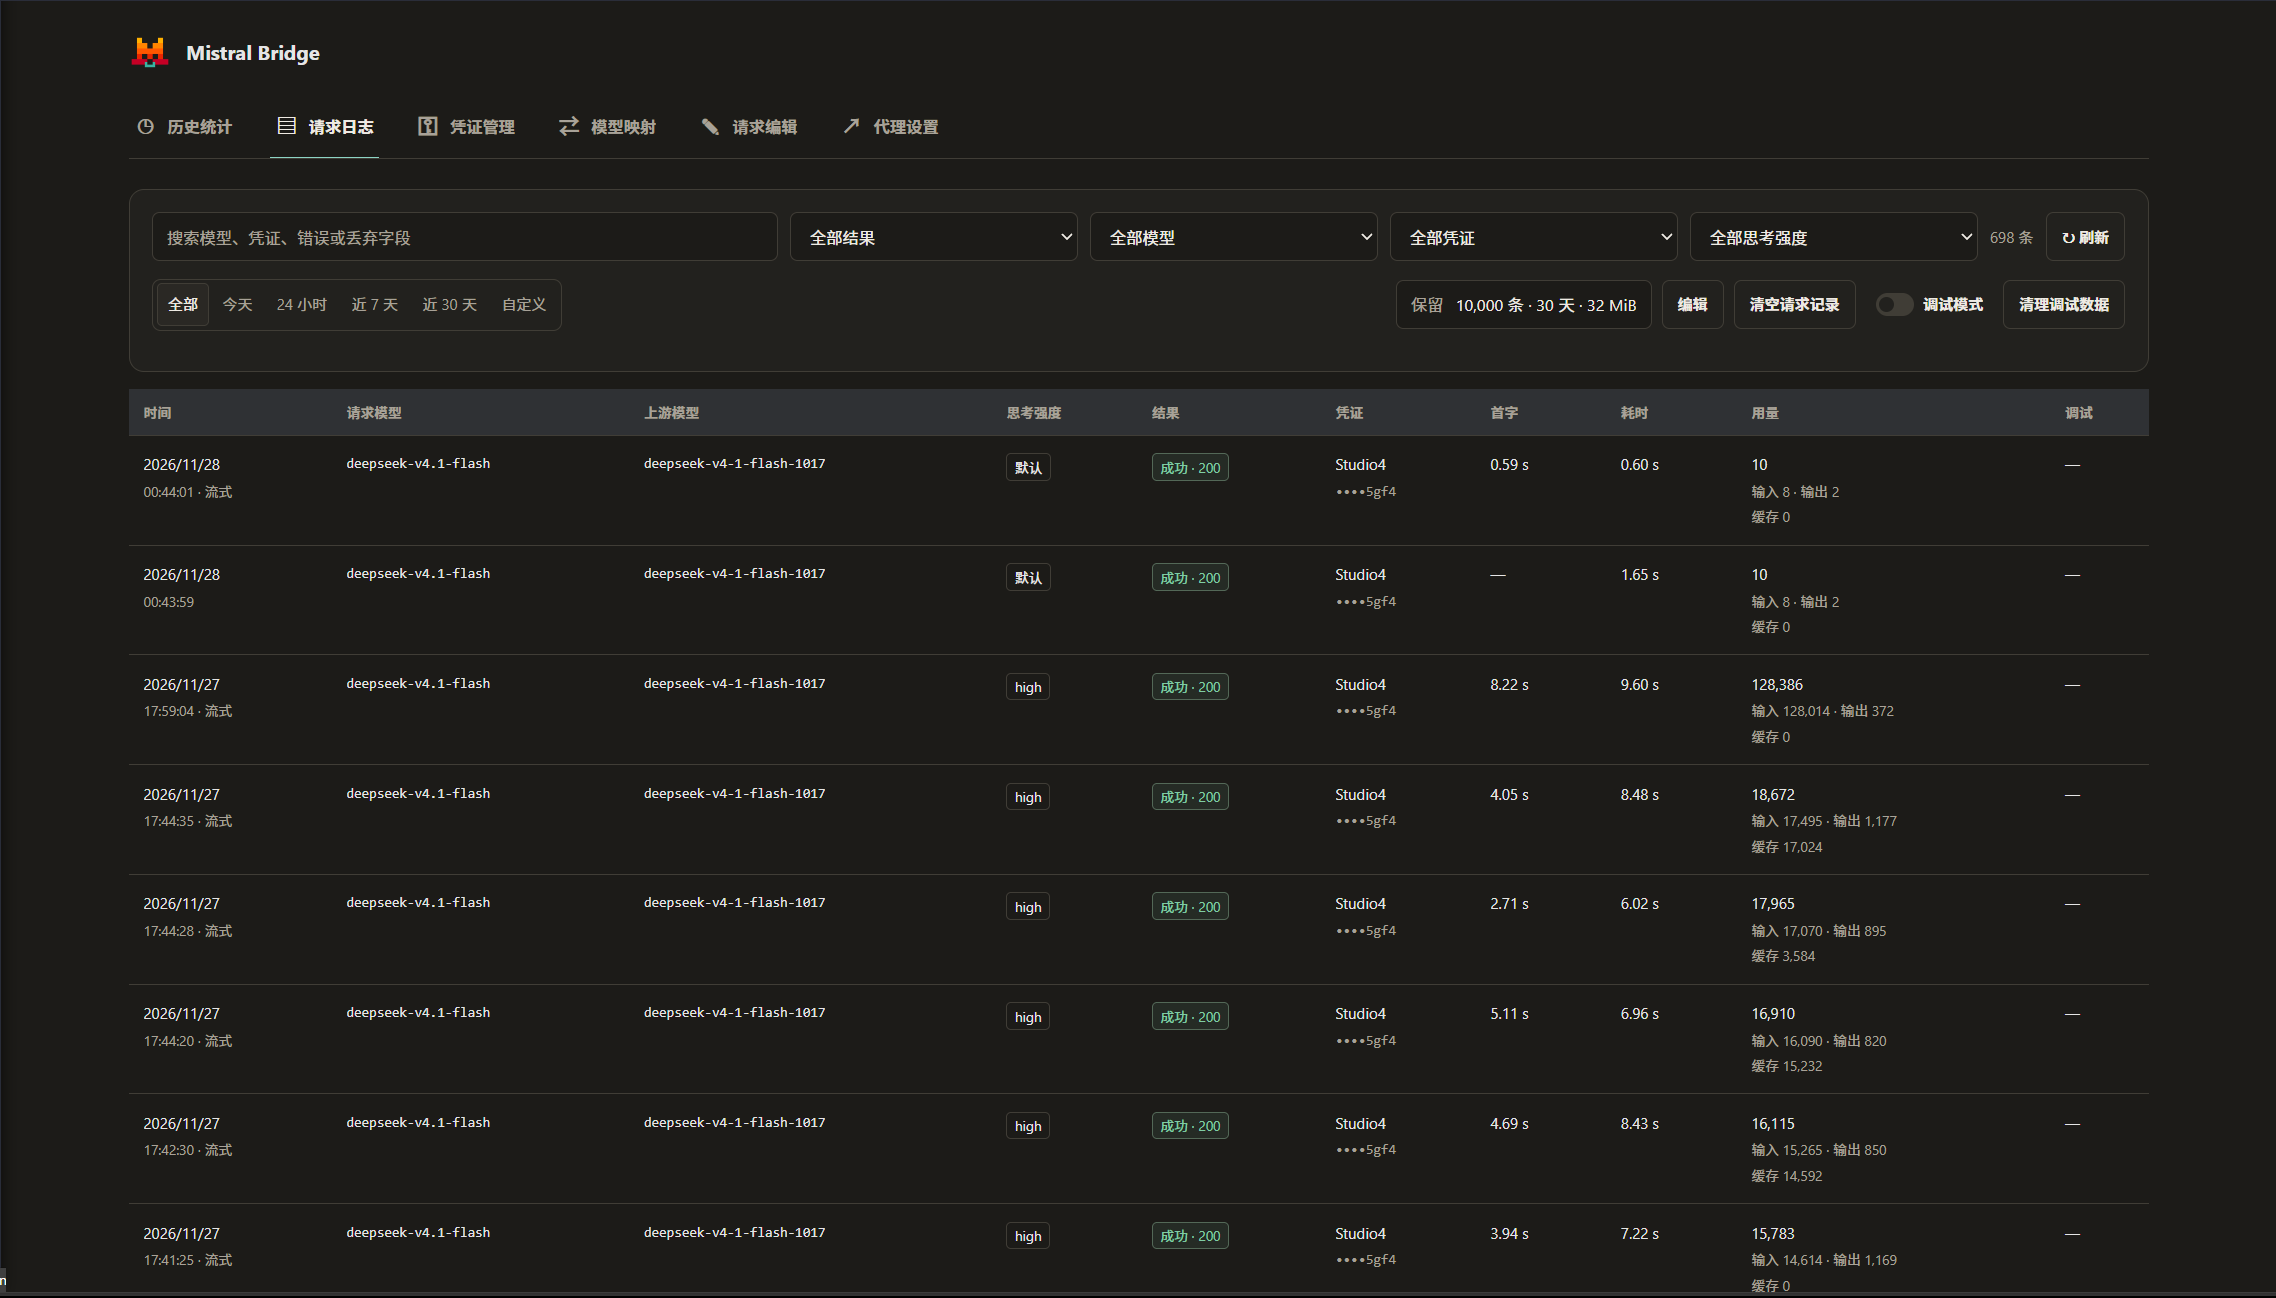 Mistral Bridge
历史统计 请求日志 凭证管理 模型映射 请求编辑 代理设置
搜索模型、凭证、错误或丢弃字段 全部结果 全部模型 全部凭证 全部思考强度 698 条 ↻ 刷新
全部 今天 24 小时 近 7 天 近 30 天 自定义 保留 10,000 条 · 30 天 · 32 MiB 编辑 清空请求记录 调试模式 清理调试数据
时间 请求模型 上游模型 思考强度 结果 凭证 首字 耗时 用量 调试
2026/11/28 deepseek-v4.1-flash deepseek-v4-1-flash-1017 默认 成功 · 200 Studio4 0.59 s 0.60 s 10 —
00:44:01 · 流式 ••••5gf4 输入 8 · 输出 2
缓存 0
2026/11/28 deepseek-v4.1-flash deepseek-v4-1-flash-1017 默认 成功 · 200 Studio4 — 1.65 s 10 —
00:43:59 ••••5gf4 输入 8 · 输出 2
缓存 0
2026/11/27 deepseek-v4.1-flash deepseek-v4-1-flash-1017 high 成功 · 200 Studio4 8.22 s 9.60 s 128,386 —
17:59:04 · 流式 ••••5gf4 输入 128,014 · 输出 372
缓存 0
2026/11/27 deepseek-v4.1-flash deepseek-v4-1-flash-1017 high 成功 · 200 Studio4 4.05 s 8.48 s 18,672 —
17:44:35 · 流式 ••••5gf4 输入 17,495 · 输出 1,177
缓存 17,024
2026/11/27 deepseek-v4.1-flash deepseek-v4-1-flash-1017 high 成功 · 200 Studio4 2.71 s 6.02 s 17,965 —
17:44:28 · 流式 ••••5gf4 输入 17,070 · 输出 895
缓存 3,584
2026/11/27 deepseek-v4.1-flash deepseek-v4-1-flash-1017 high 成功 · 200 Studio4 5.11 s 6.96 s 16,910 —
17:44:20 · 流式 ••••5gf4 输入 16,090 · 输出 820
缓存 15,232
2026/11/27 deepseek-v4.1-flash deepseek-v4-1-flash-1017 high 成功 · 200 Studio4 4.69 s 8.43 s 16,115 —
17:42:30 · 流式 ••••5gf4 输入 15,265 · 输出 850
缓存 14,592
2026/11/27 deepseek-v4.1-flash deepseek-v4-1-flash-1017 high 成功 · 200 Studio4 3.94 s 7.22 s 15,783 —
17:41:25 · 流式 ••••5gf4 输入 14,614 · 输出 1,169
缓存 0